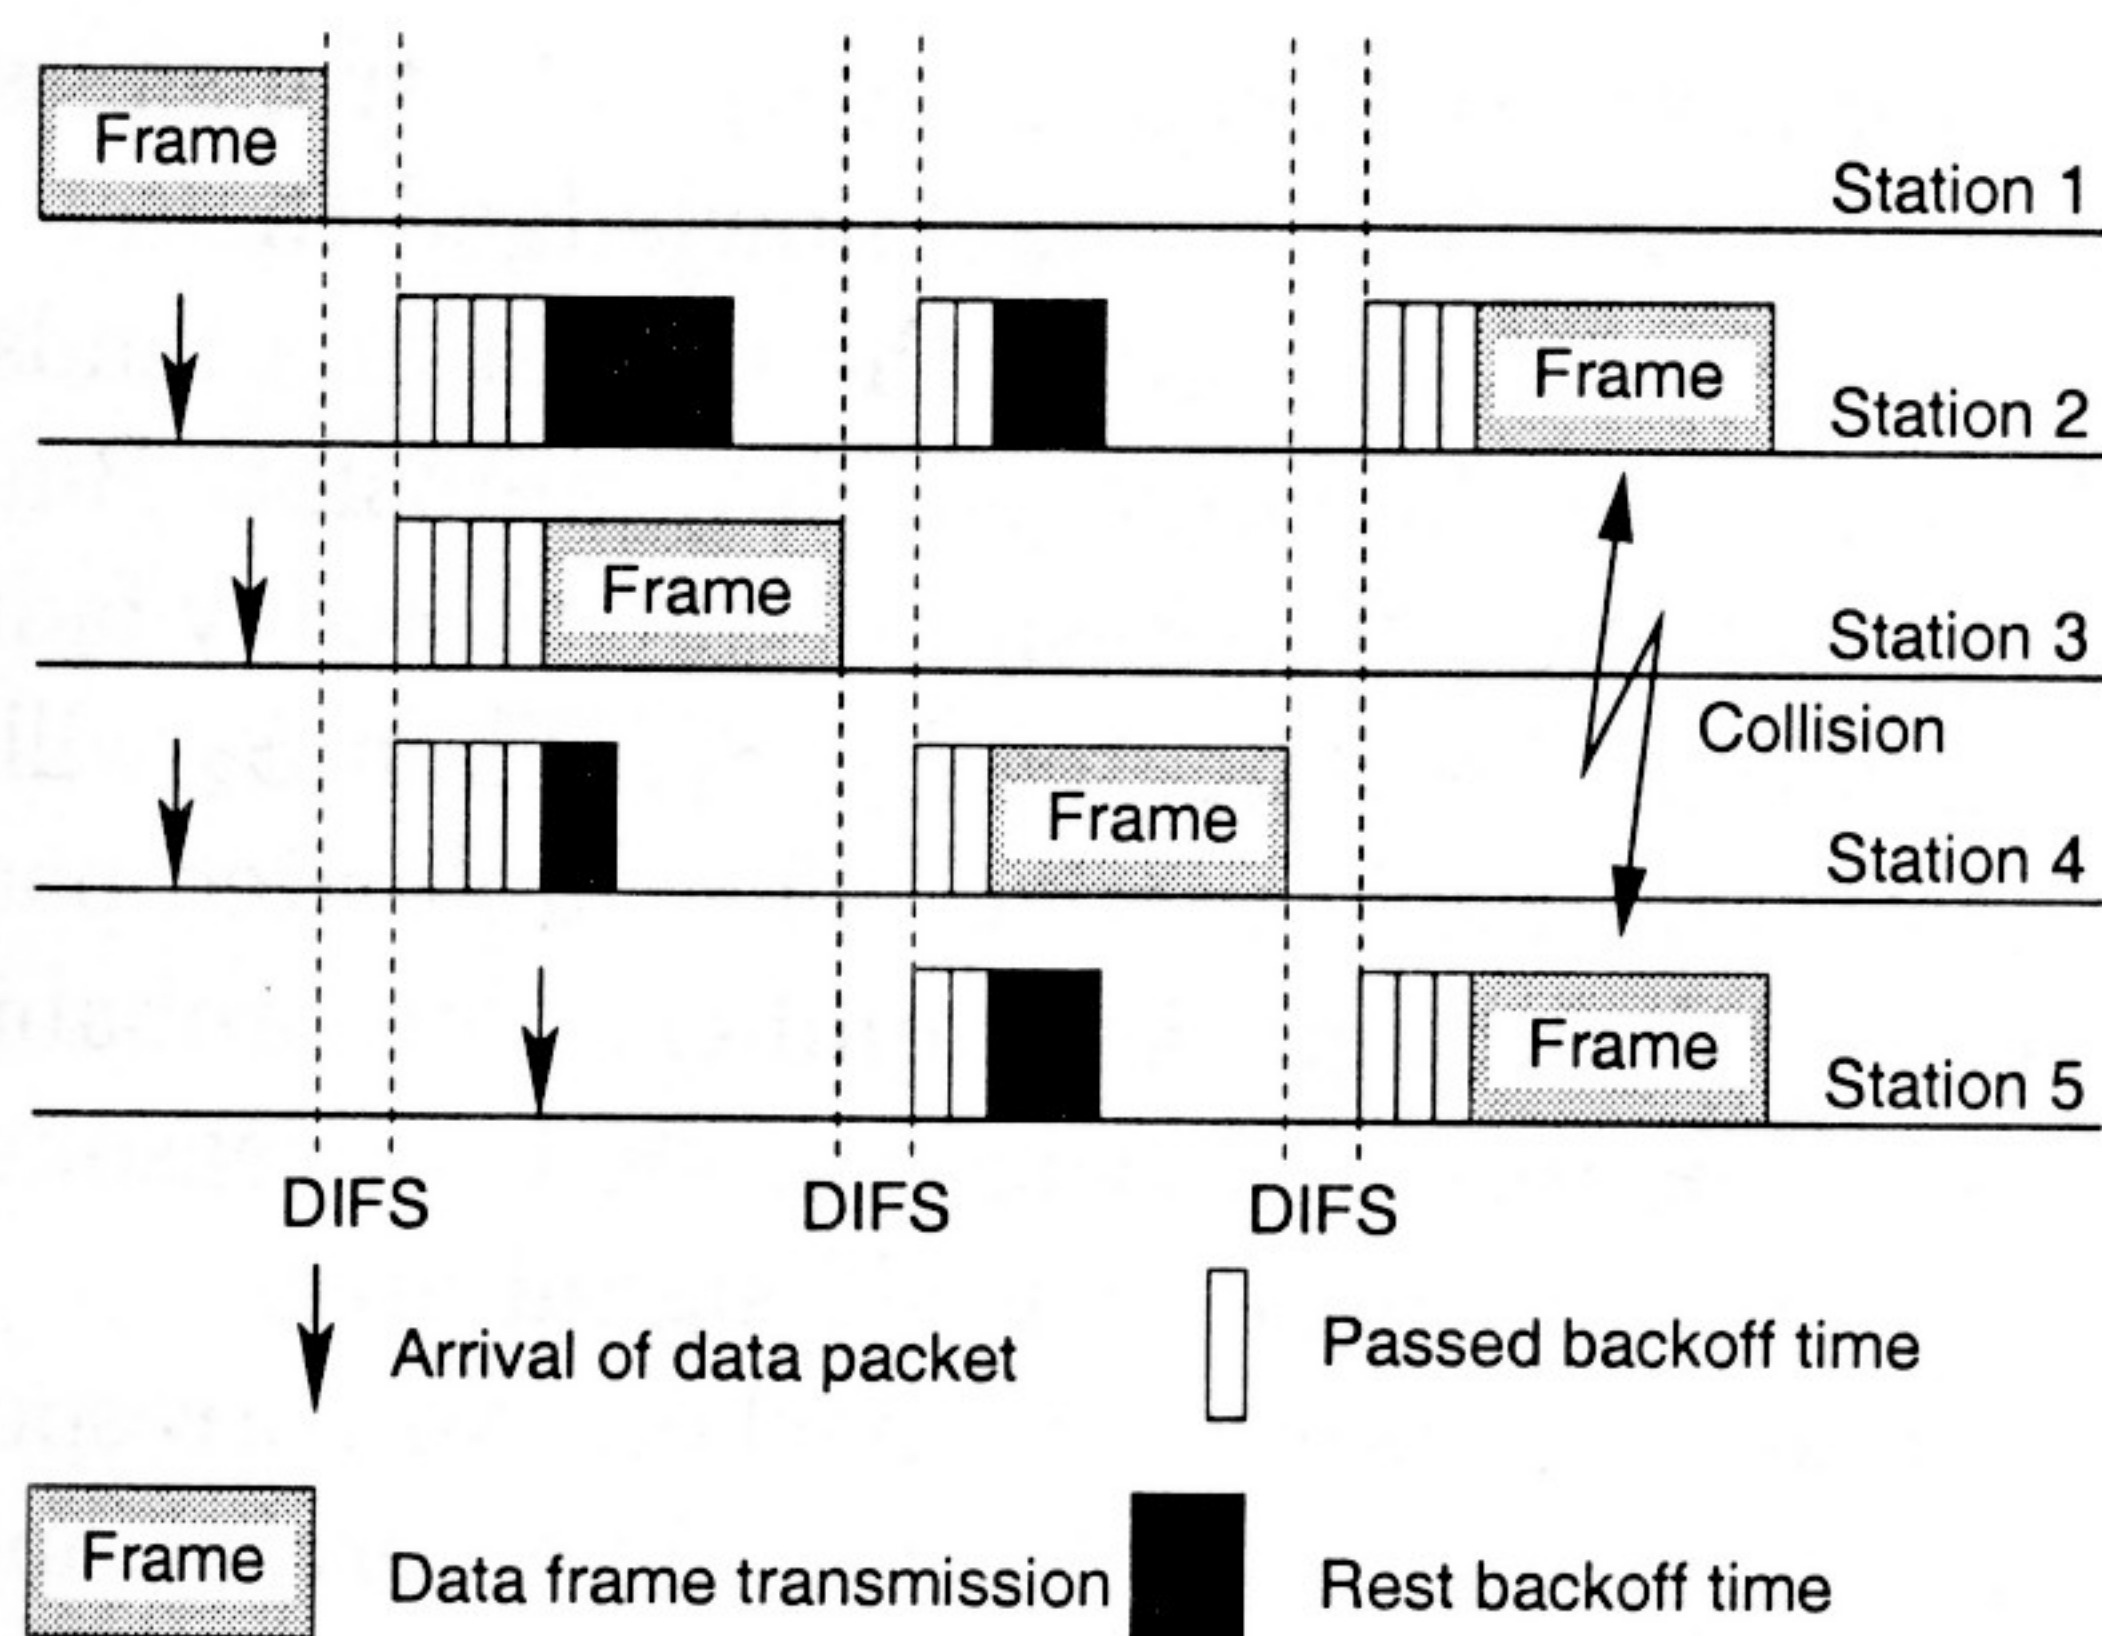 Frame
Station 1
Frame
Station 2
Frame
Station 3
Collision
Frame
Station 4
Frame
Station 5
DIFS DIFS DIFS
Arrival of data packet
Passed backoff time
Frame
Data frame transmission
Rest backoff time